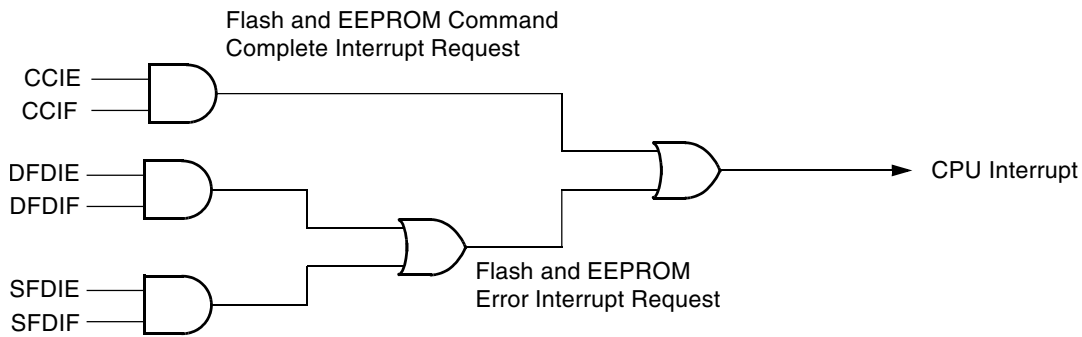 Flash and EEPROM Command
Complete Interrupt Request
CCIE
CCIF
DFDIE
DFDIF
CPU Interrupt
Flash and EEPROM
Error Interrupt Request
SFDIE
SFDIF